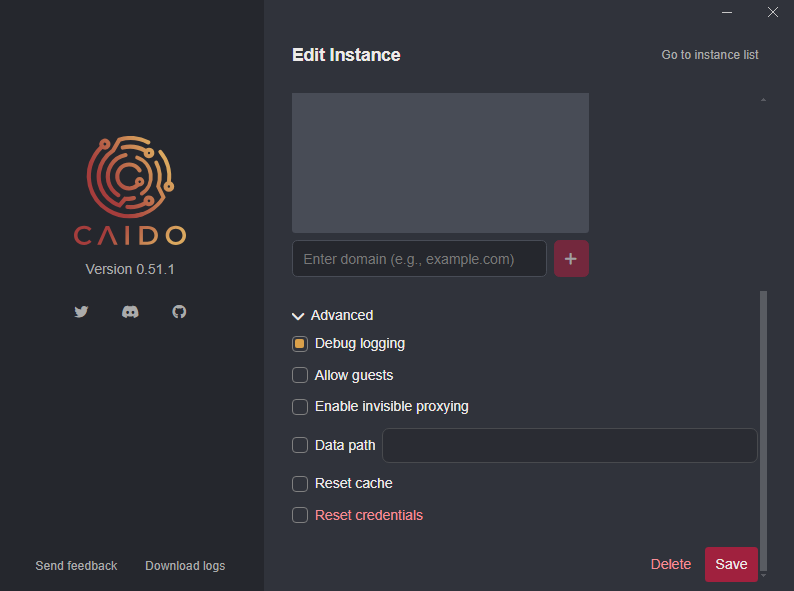 CAIDO
Version 0.51.1
Send feedback
Download logs
Edit Instance
Go to instance list
Enter domain (e.g., example.com)
+
Advanced
Debug logging
Allow guests
Enable invisible proxying
Data path
Reset cache
Reset credentials
Delete
Save